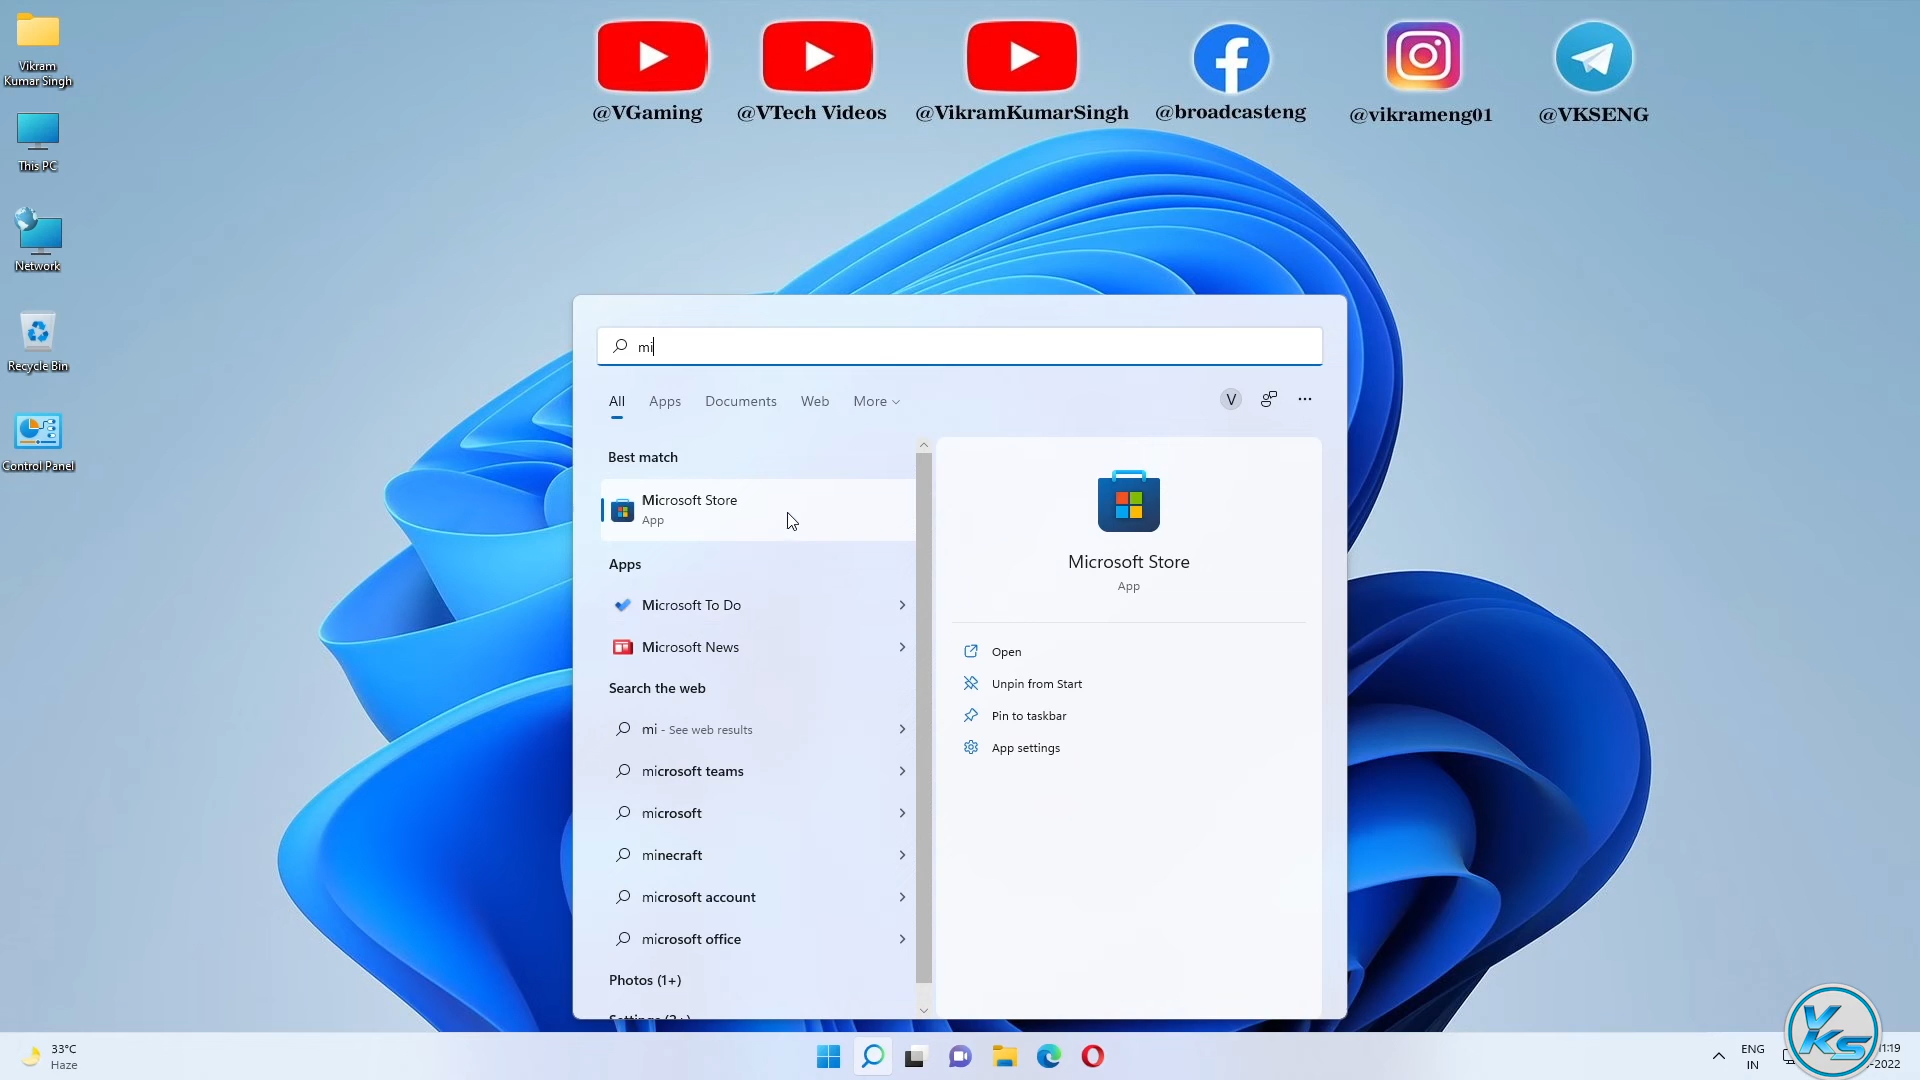 Vikram
Kumar Singh
This PC
Network
Recycle Bin
Control Panel
@VGaming
@VTech Videos
@VikramKumarSingh
@broadcasteng
@vikrameng01
@VKSENG
mi
All
Apps
Documents
Web
More
V
Best match
Microsoft Store
App
Apps
Microsoft To Do
Microsoft News
Search the web
mi - See web results
microsoft teams
microsoft
minecraft
microsoft account
microsoft office
Photos (1+)
Microsoft Store
App
Open
Unpin from Start
Pin to taskbar
App settings
33°C
Haze
ENG
IN
VKS
11:19
-2022